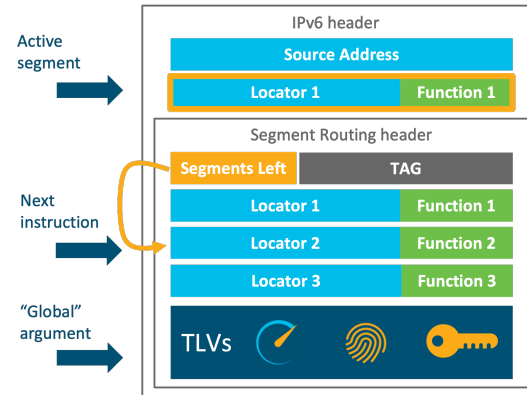 IPv6 header
Active
segment
Source Address
Locator 1 Function 1
Segment Routing header
Segments Left TAG
Next
instruction
Locator 1 Function 1
Locator 2 Function 2
Locator 3 Function 3
“Global”
argument
TLVs